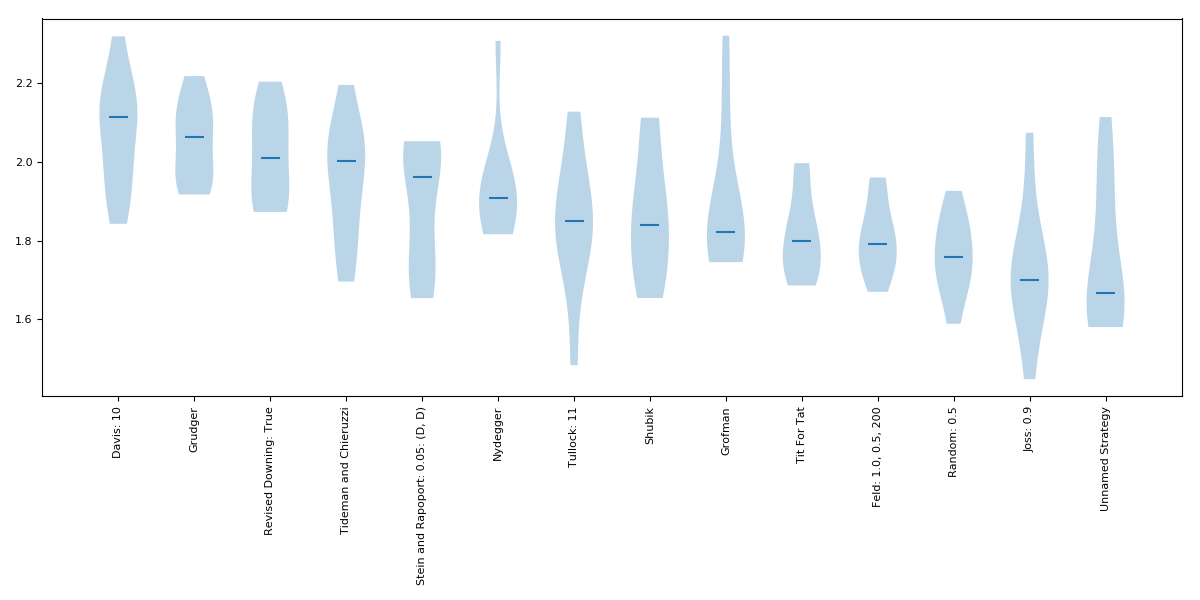 2.2
2.0
1.8
1.6
Davis: 10
Grudger
Revised Downing: True
Tideman and Chieruzzi
Stein and Rapoport: 0.05: (D, D)
Nydegger
Tullock: 11
Shubik
Grofman
Tit For Tat
Feld: 1.0, 0.5, 200
Random: 0.5
Joss: 0.9
Unnamed Strategy